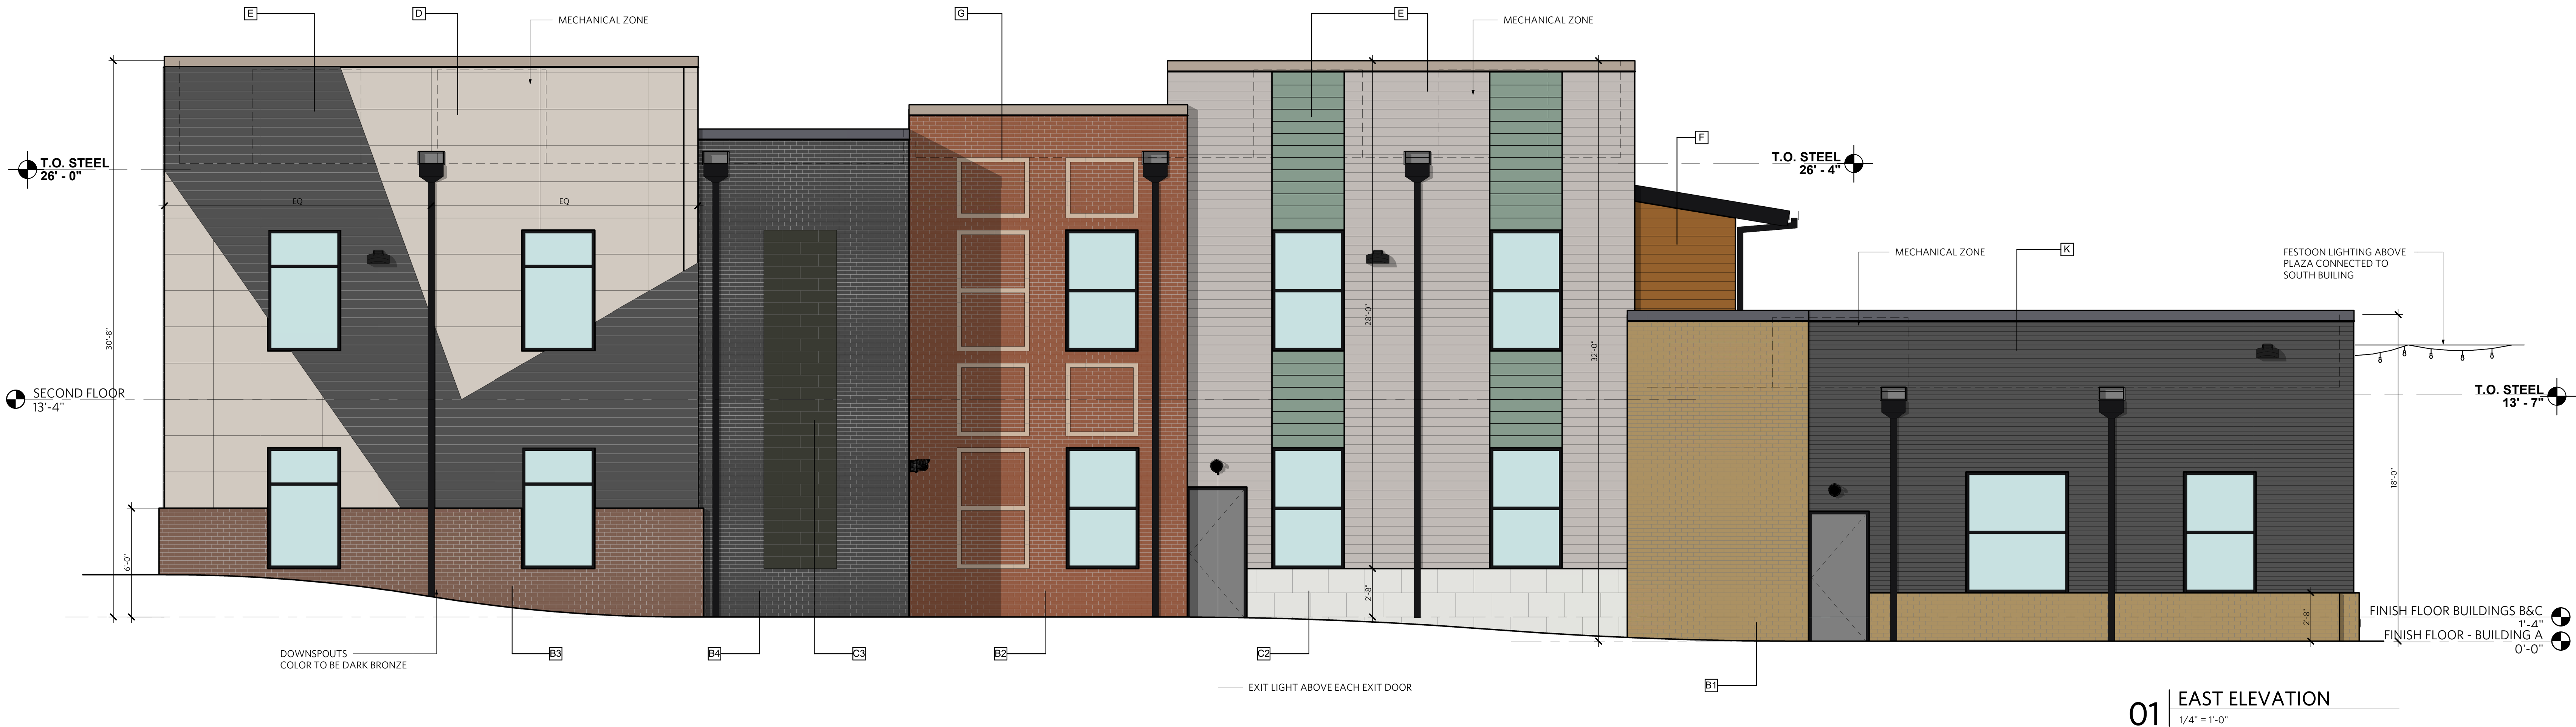 E
D
MECHANICAL ZONE
G
E
MECHANICAL ZONE
F
T.O. STEEL
26' - 0"
T.O. STEEL
26' - 4"
EQ
EQ
MECHANICAL ZONE
K
FESTOON LIGHTING ABOVE
PLAZA CONNECTED TO
SOUTH BUILING
30'-8"
28'-0"
32'-0"
SECOND FLOOR
13'-4"
T.O. STEEL
13' - 7"
18'-0"
6'-0"
2'-8"
2'-8"
FINISH FLOOR BUILDINGS B&C
1'-4"
FINISH FLOOR - BUILDING A
0'-0"
DOWNSPOUTS
COLOR TO BE DARK BRONZE
B3
B4
C3
B2
C2
B1
EXIT LIGHT ABOVE EACH EXIT DOOR
01
EAST ELEVATION
1/4" = 1'-0"